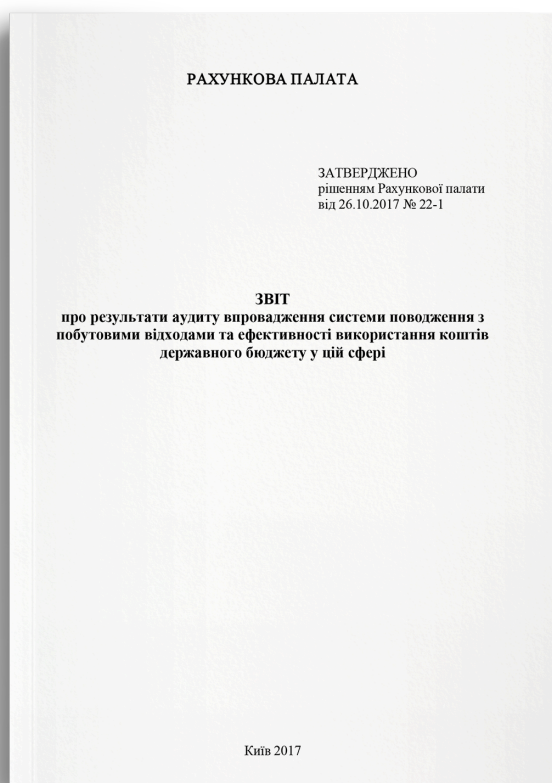 РАХУНКОВА ПАЛАТА
ЗАТВЕРДЖЕНО
рішенням Рахункової палати
від 26.10.2017 № 22-1
ЗВІТ
про результати аудиту впровадження системи поводження з
побутовими відходами та ефективності використання коштів
державного бюджету у цій сфері
Київ 2017